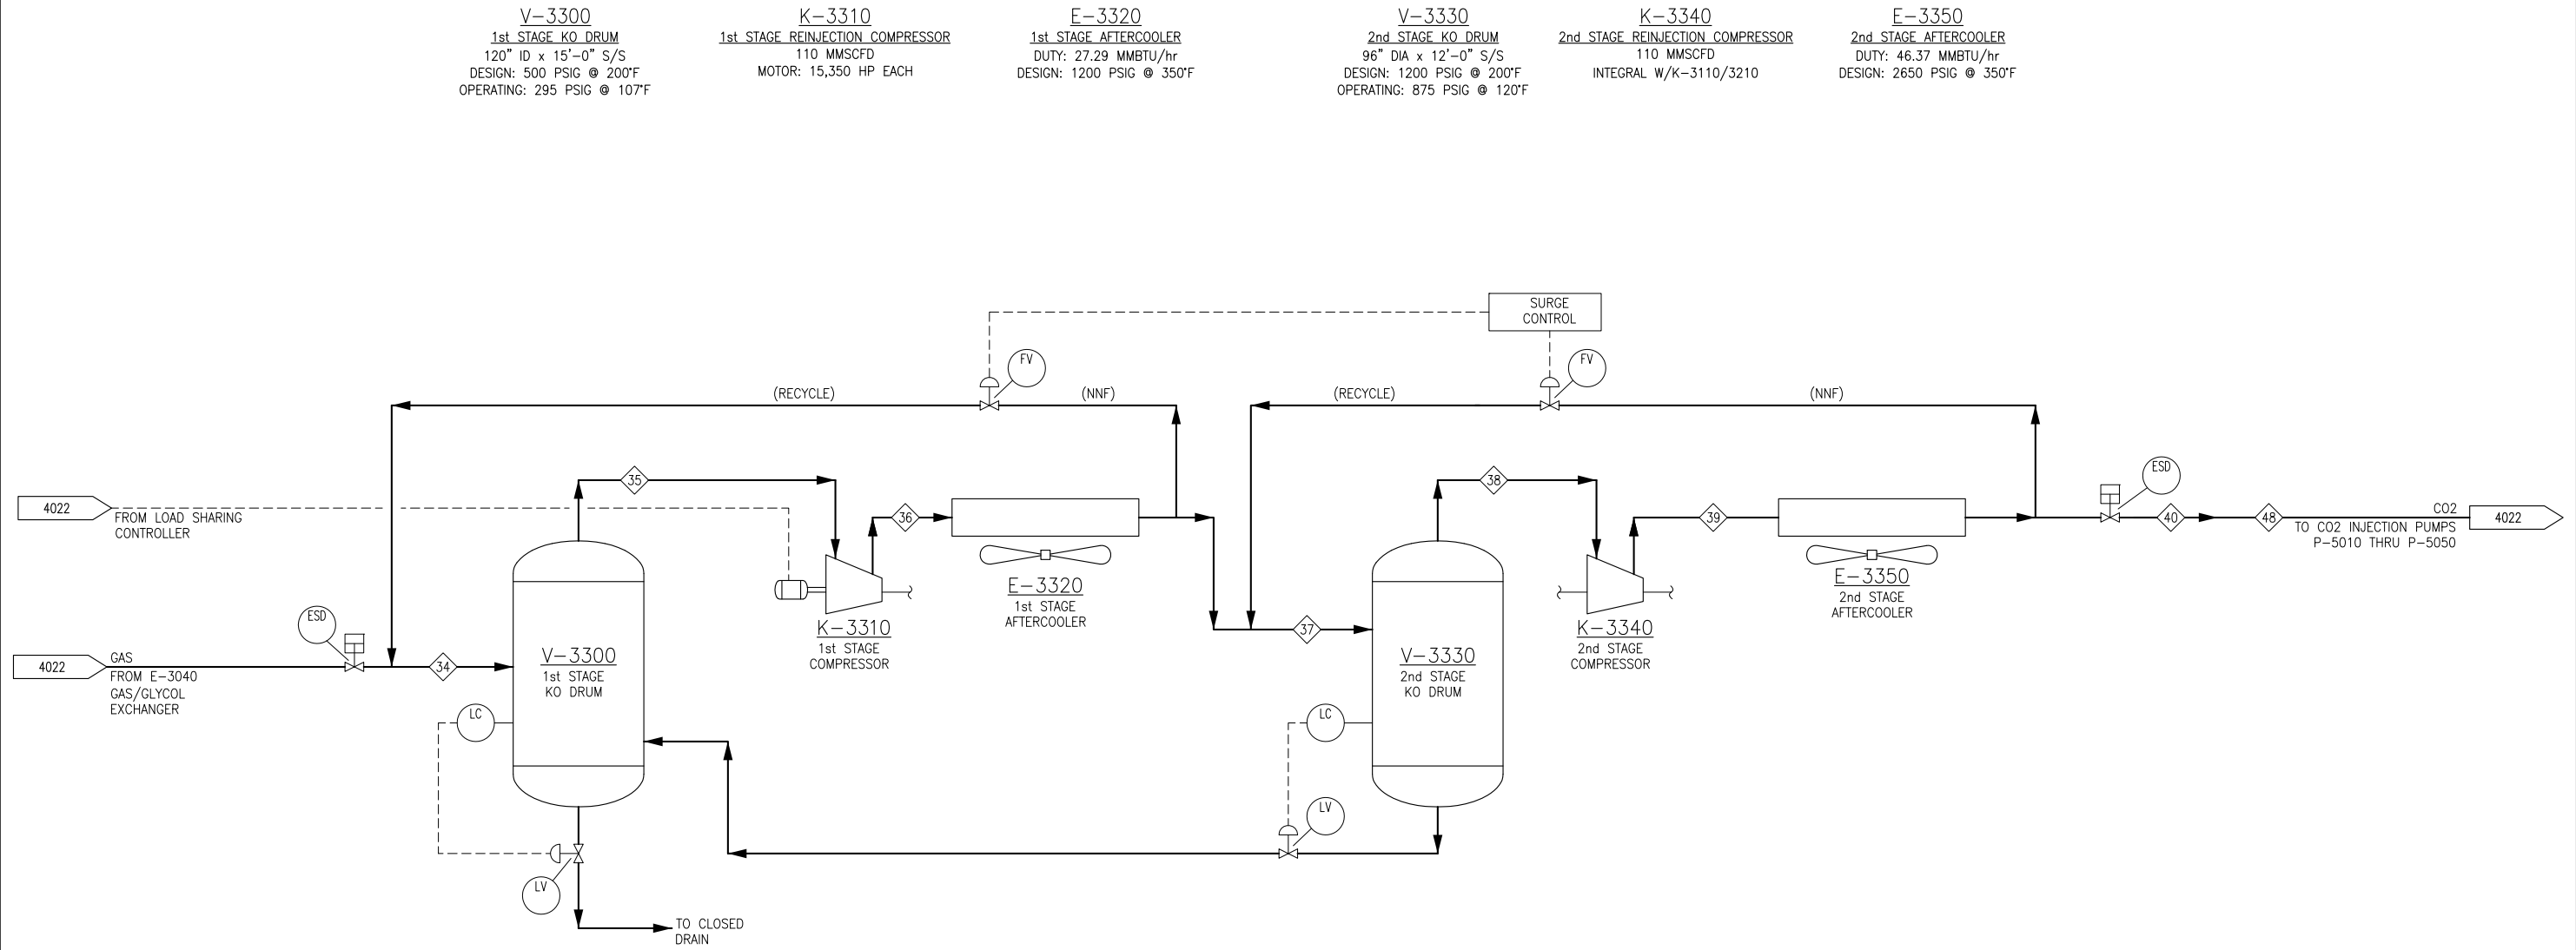 V-3300
1st STAGE KO DRUM
120" ID x 15'-0" S/S
DESIGN: 500 PSIG @ 200°F
OPERATING: 295 PSIG @ 107°F
K-3310
1st STAGE REINJECTION COMPRESSOR
110 MMSCFD
MOTOR: 15,350 HP EACH
E-3320
1st STAGE AFTERCOOLER
DUTY: 27.29 MMBTU/hr
DESIGN: 1200 PSIG @ 350°F
V-3330
2nd STAGE KO DRUM
96" DIA x 12'-0" S/S
DESIGN: 1200 PSIG @ 200°F
OPERATING: 875 PSIG @ 120°F
K-3340
2nd STAGE REINJECTION COMPRESSOR
110 MMSCFD
INTEGRAL W/K-3110/3210
E-3350
2nd STAGE AFTERCOOLER
DUTY: 46.37 MMBTU/hr
DESIGN: 2650 PSIG @ 350°F
SURGE
CONTROL
FV
FV
(RECYCLE)
(NNF)
(RECYCLE)
(NNF)
35
38
ESD
4022
FROM LOAD SHARING
CONTROLLER
36
39
40
48
CO2
TO CO2 INJECTION PUMPS
P-5010 THRU P-5050
4022
E-3320
1st STAGE
AFTERCOOLER
E-3350
2nd STAGE
AFTERCOOLER
ESD
K-3310
1st STAGE
COMPRESSOR
37
K-3340
2nd STAGE
COMPRESSOR
4022
GAS
FROM E-3040
GAS/GLYCOL
EXCHANGER
34
V-3300
1st STAGE
KO DRUM
V-3330
2nd STAGE
KO DRUM
LC
LC
LV
LV
TO CLOSED
DRAIN